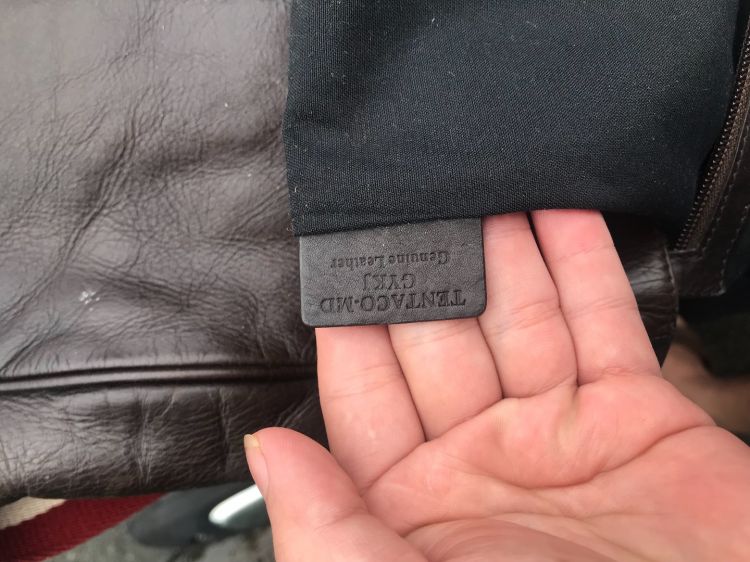 TENTACO·MD
GYKJ
Genuine Leather